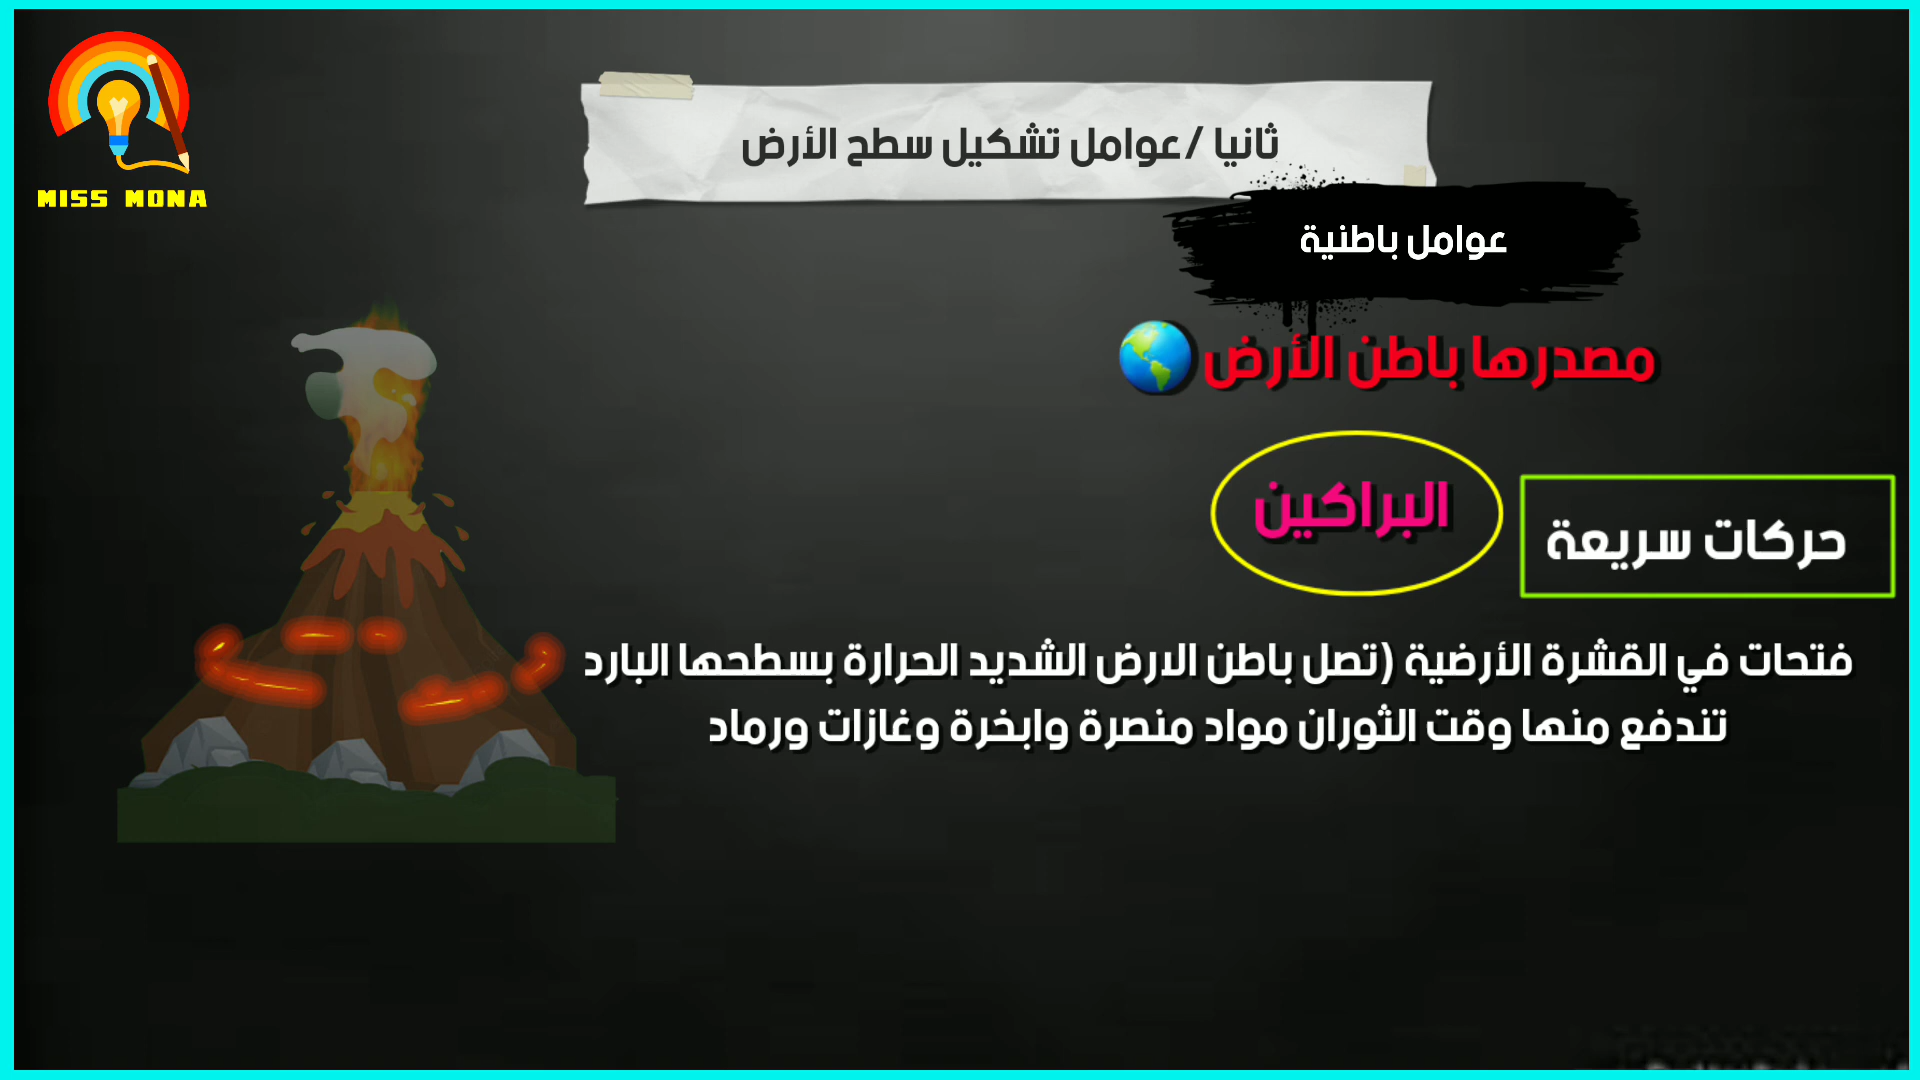 MISS MONA
ثانيا /عوامل تشكيل سطح الأرض
عوامل باطنية
مصدرها باطن الأرض
حركات سريعة
البراكين
فتحات في القشرة الأرضية (تصل باطن الارض الشديد الحرارة بسطحها البارد
تندفع منها وقت الثوران مواد منصرة وابخرة وغازات ورماد